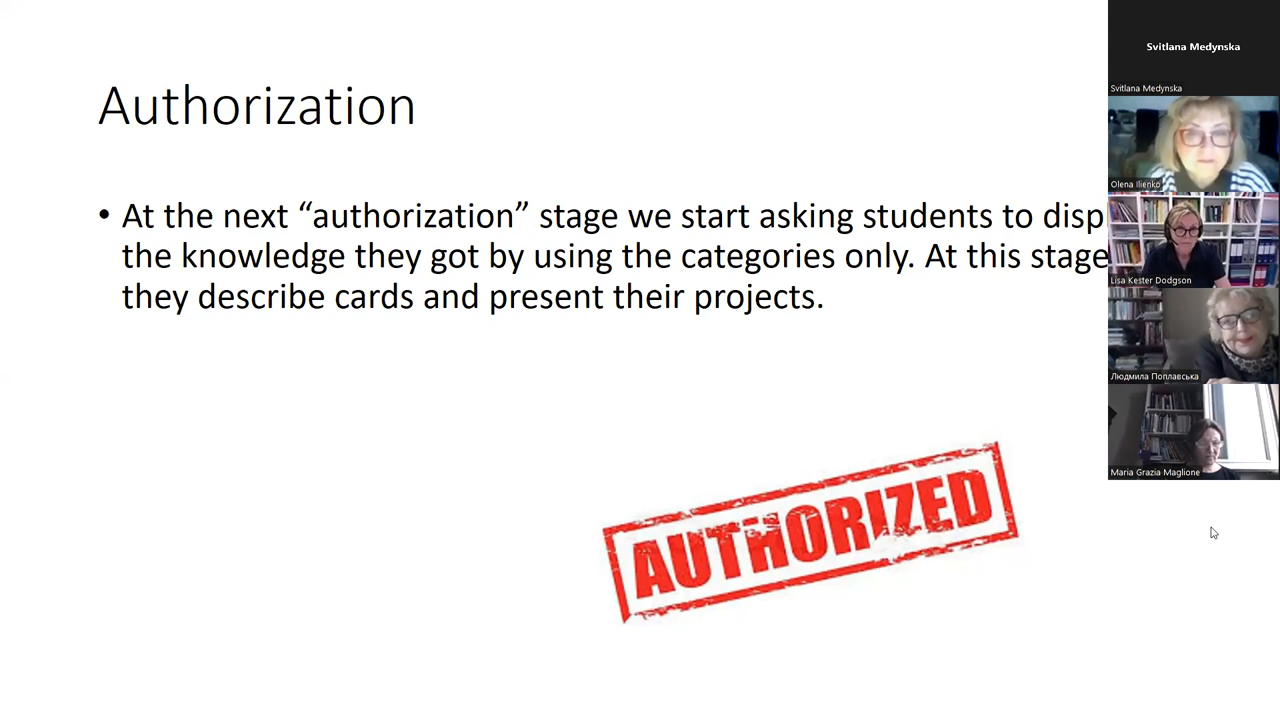 Authorization
• At the next “authorization” stage we start asking students to
the knowledge they got by using the categories only. At this stage
they describe cards and present their projects.
AUTHORIZED
Svitlana Medynska
Svitlana Medynska
Olena Ilienko
Lisa Kester Dodgson
Людмила Поплавська
Maria Grazia Maglione